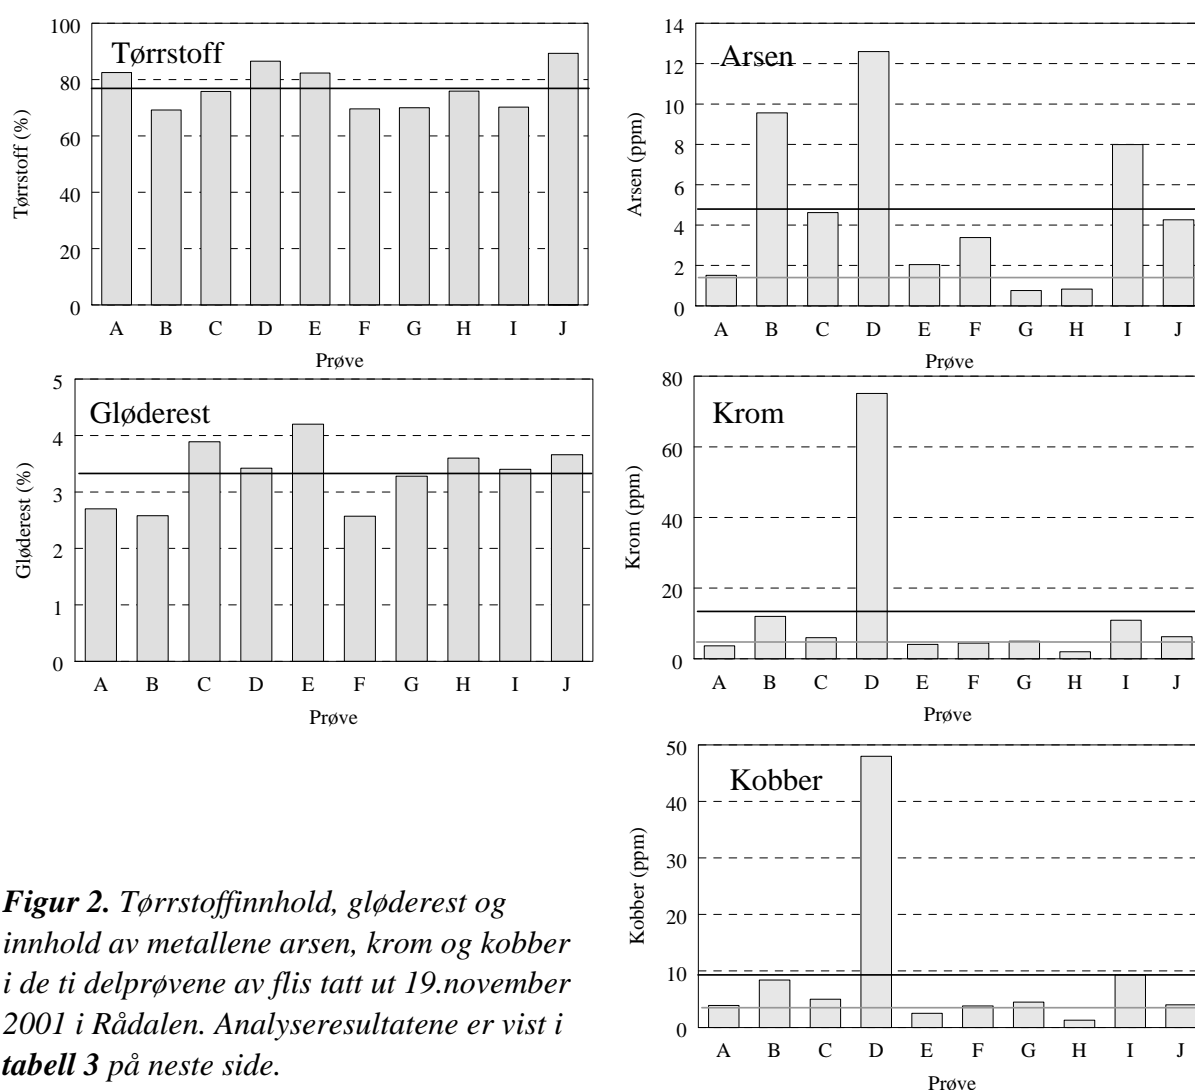 Tørrstoff
Tørrstoff (%)
100
80
60
40
20
0
A B C D E F G H I J
Prøve
Arsen
Arsen (ppm)
14
12
10
8
6
4
2
0
A B C D E F G H I J
Prøve
Gløderest
Gløderest (%)
5
4
3
2
1
0
A B C D E F G H I J
Prøve
Krom
Krom (ppm)
80
60
40
20
0
A B C D E F G H I J
Prøve
Kobber
Kobber (ppm)
50
40
30
20
10
0
A B C D E F G H I J
Prøve
Figur 2. Tørrstoffinnhold, gløderest og
innhold av metallene arsen, krom og kobber
i de ti delprøvene av flis tatt ut 19.november
2001 i Rådalen. Analyseresultatene er vist i
tabell 3 på neste side.